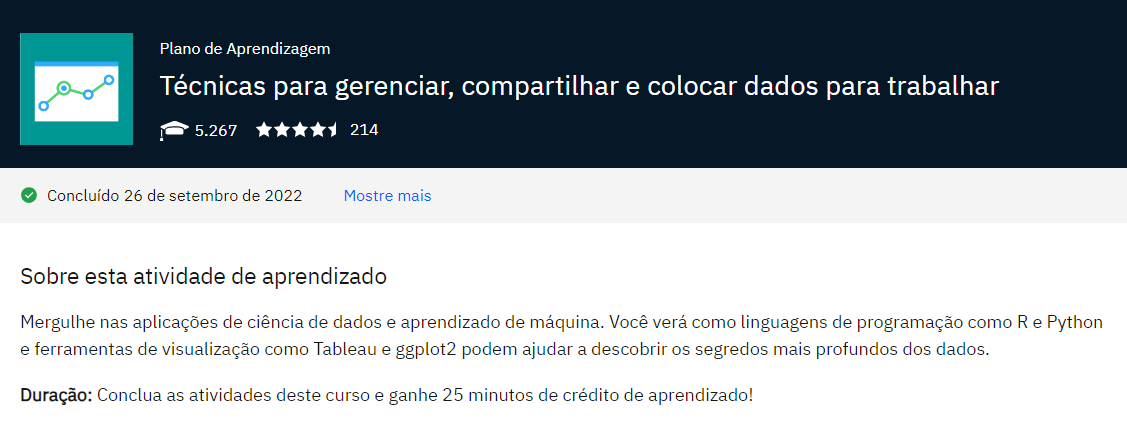 Plano de Aprendizagem
Técnicas para gerenciar, compartilhar e colocar dados para trabalhar
5.267 214
Concluído 26 de setembro de 2022 Mostre mais
Sobre esta atividade de aprendizado
Mergulhe nas aplicações de ciência de dados e aprendizado de máquina. Você verá como linguagens de programação como R e Python
e ferramentas de visualização como Tableau e ggplot2 podem ajudar a descobrir os segredos mais profundos dos dados.
Duração: Conclua as atividades deste curso e ganhe 25 minutos de crédito de aprendizado!